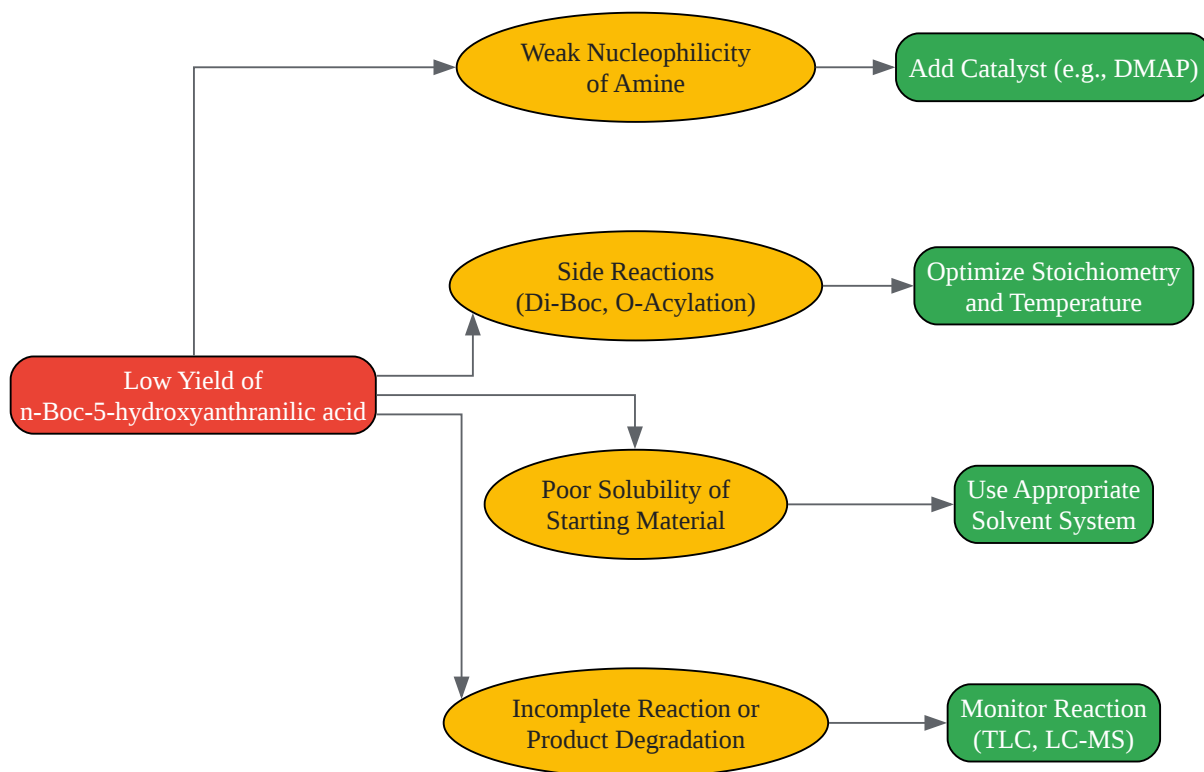 Weak Nucleophilicity
of Amine
Add Catalyst (e.g., DMAP)
Side Reactions
(Di-Boc, O-Acylation)
Optimize Stoichiometry
and Temperature
Low Yield of
n-Boc-5-hydroxyanthranilic acid
Poor Solubility of
Starting Material
Use Appropriate
Solvent System
Incomplete Reaction or
Product Degradation
Monitor Reaction
(TLC, LC-MS)